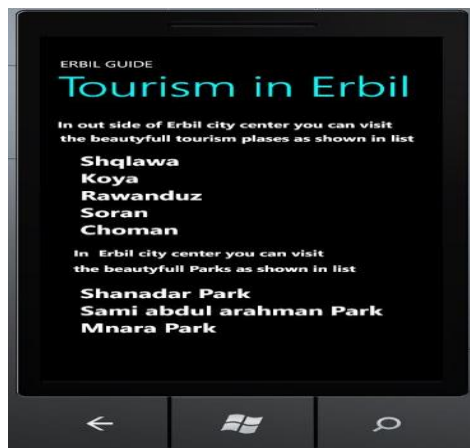 ERBIL GUIDE
Tourism in Erbil
In out side of Erbil city center you can visit
the beautyfull tourism plases as shown in list
Shqlawa
Koya
Rawanduz
Soran
Choman
In Erbil city center you can visit
the beautyfull Parks as shown in list
Shanadar Park
Sami abdul arahman Park
Mnara Park